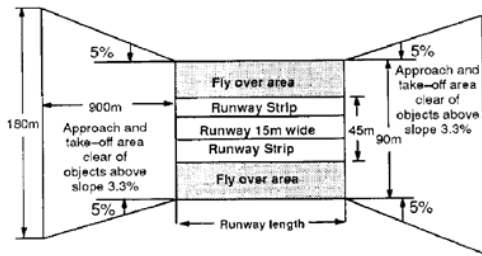 5%
5%
Fly over area
900m
Runway Strip
180m
Runway 15m wide
45m
90m
Runway Strip
Approach and
take-off area
clear of
objects above
slope 3.3%
Approach and
take-off area
clear of
objects above
slope 3.3%
Fly over area
5%
5%
Runway length